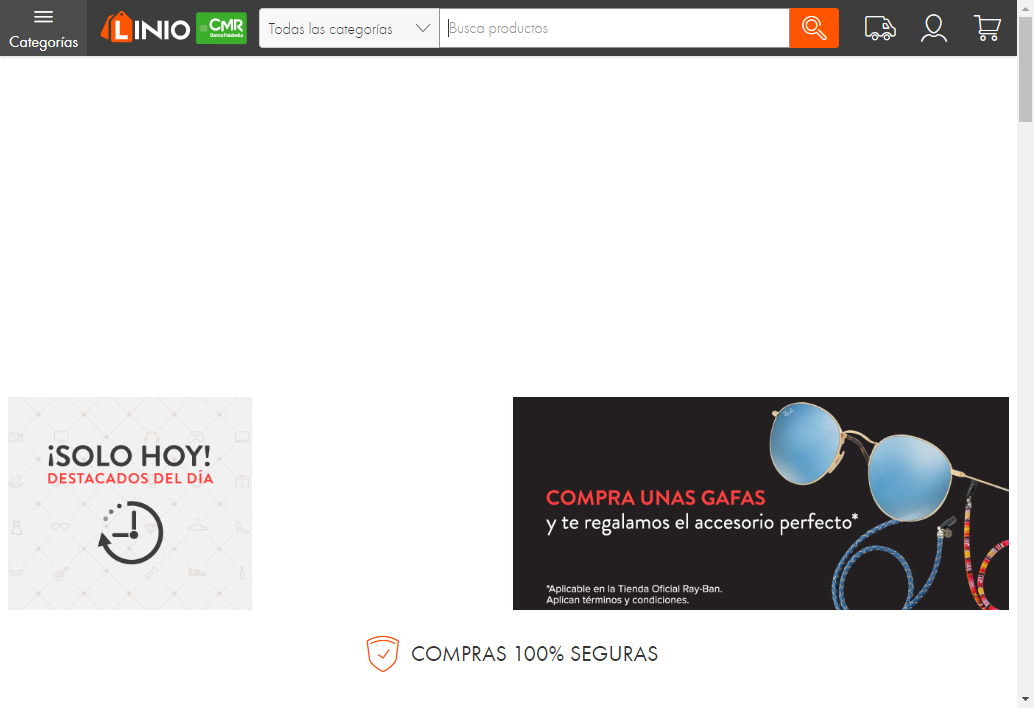 Categorías
LINIO
CMR
Banco Falabella
Todas las categorías
Busca productos
¡SOLO HOY!
DESTACADOS DEL DÍA
COMPRA UNAS GAFAS
y te regalamos el accesorio perfecto*
*Aplicable en la Tienda Oficial Ray-Ban.
Aplican términos y condiciones.
COMPRAS 100% SEGURAS